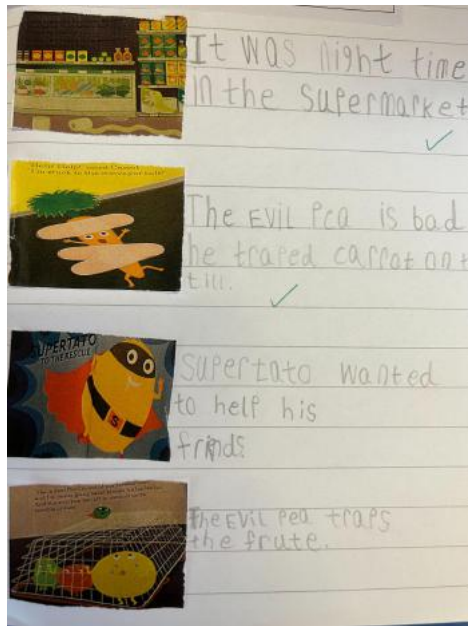 It was night time
In the supermarket
The EVIL Pea is bad
he traped carrot on t
till.
SUPERTATO
TO THE RESCUE
Supertato wanted
to help his
frinds.
The EVIL Pea traps
the frute.